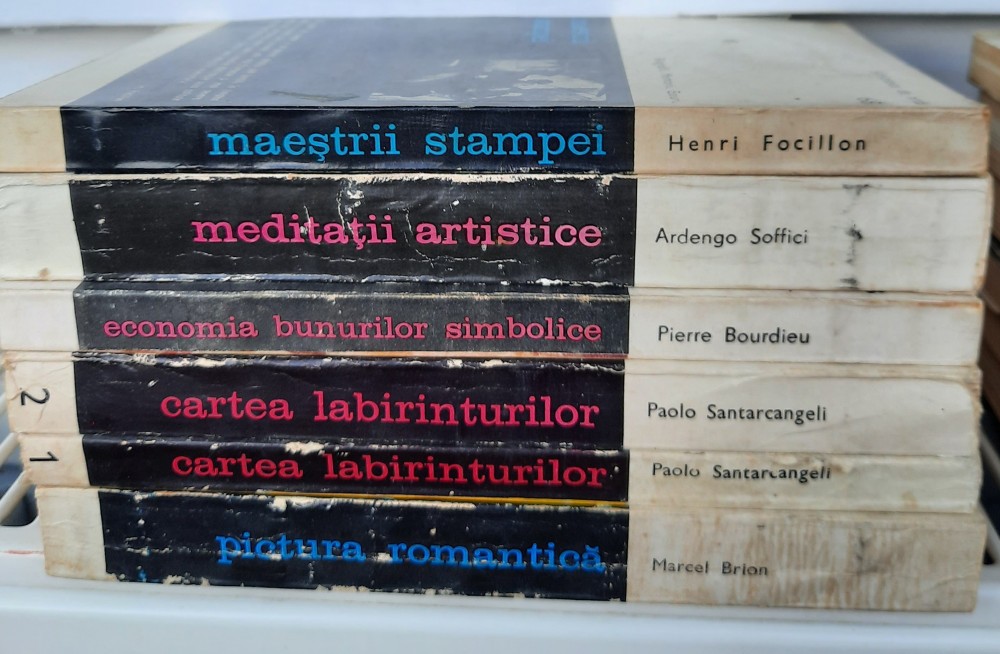 maeştrii stampei Henri Focillon
meditaţii artistice Ardengo Soffici
economia bunurilor simbolice Pierre Bourdieu
2 cartea labirinturilor Paolo Santarcangeli
1 cartea labirinturilor Paolo Santarcangeli
pictura romantică Marcel Brion